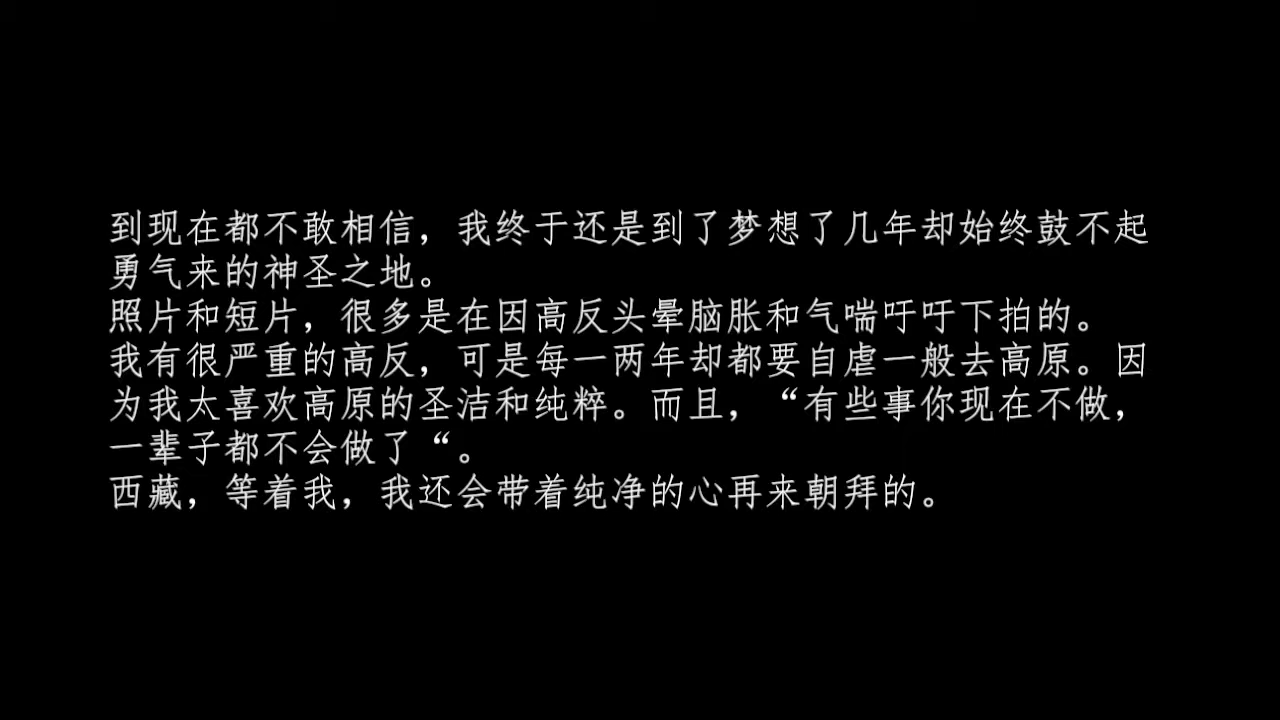 到现在都不敢相信，我终于还是到了梦想了几年却始终鼓不起
勇气来的神圣之地。
照片和短片，很多是在因高反头晕脑胀和气喘吁吁下拍的。
我有很严重的高反，可是每一两年却都要自虐一般去高原。因
为我太喜欢高原的圣洁和纯粹。而且，“有些事你现在不做，
一辈子都不会做了“。
西藏，等着我，我还会带着纯净的心再来朝拜的。